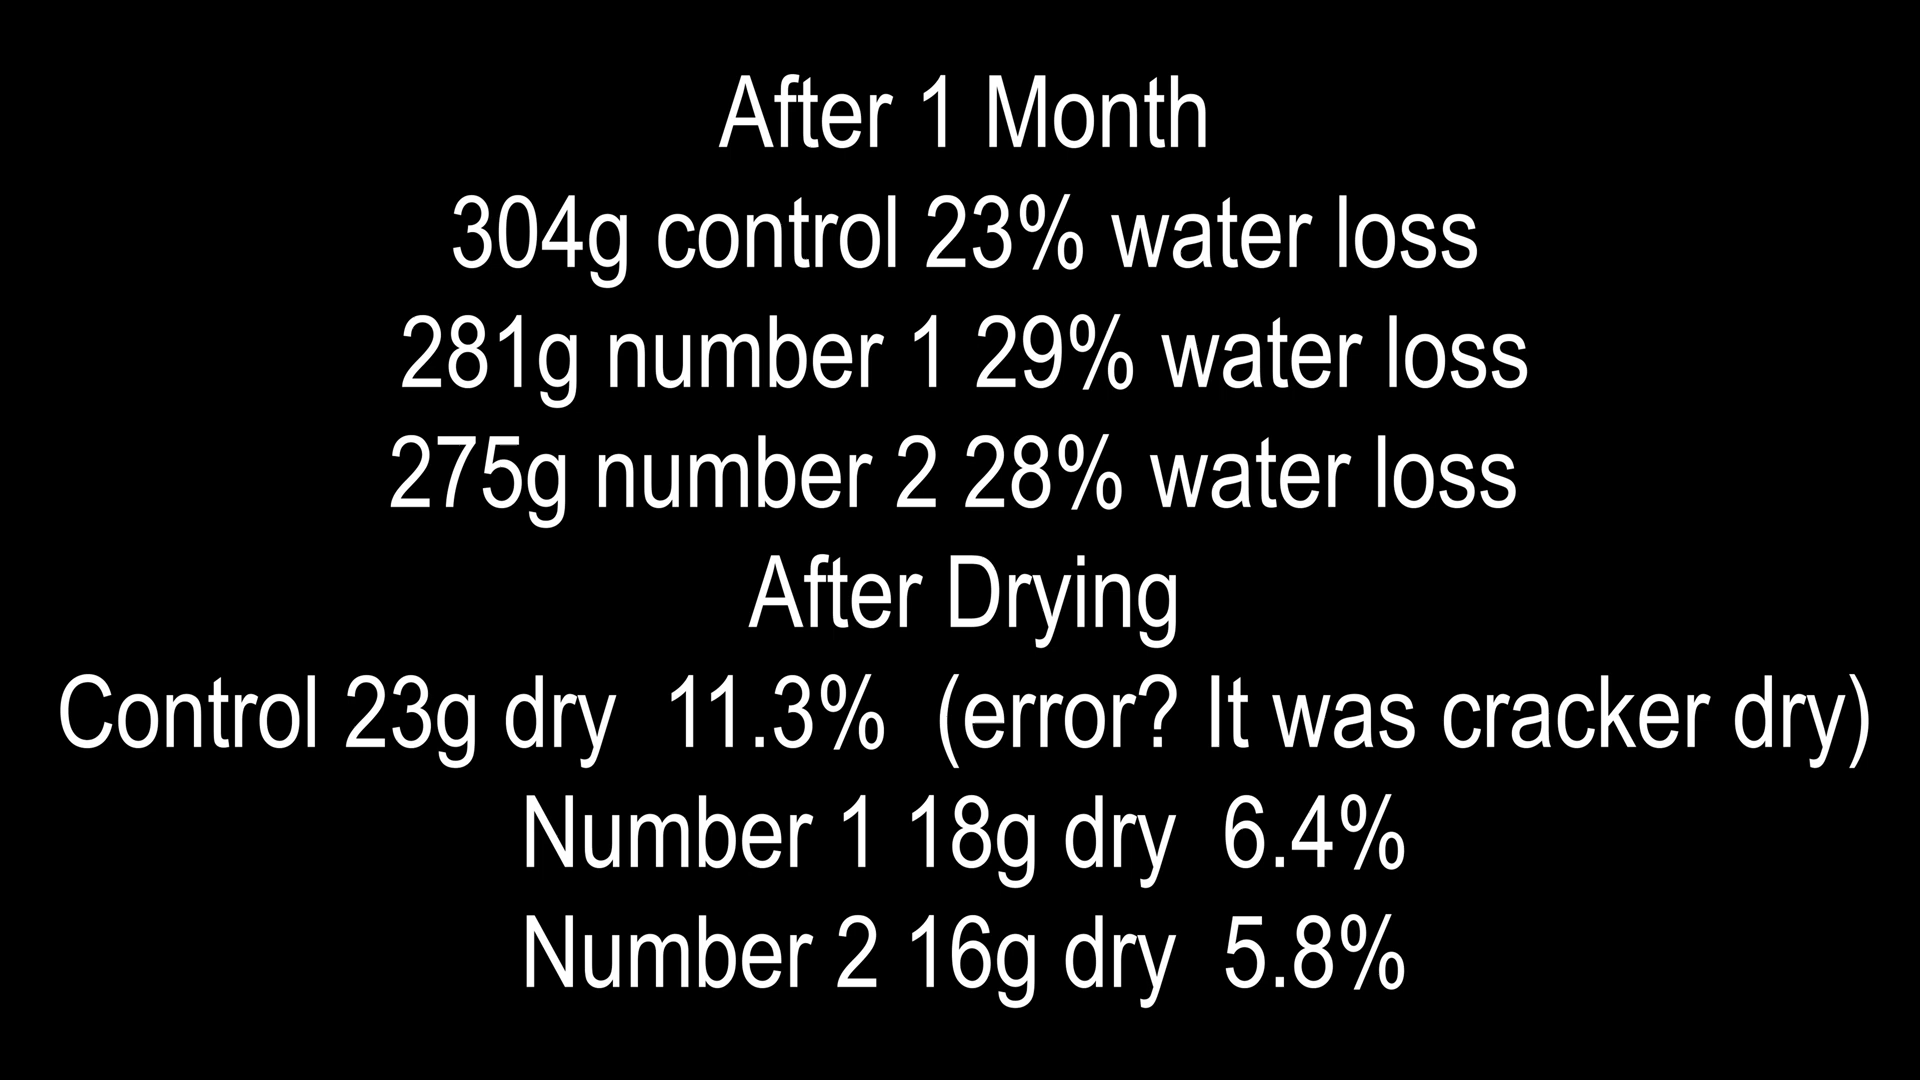 After 1 Month
304g control 23% water loss
281g number 1 29% water loss
275g number 2 28% water loss
After Drying
Control 23g dry  11.3%  (error? It was cracker dry)
Number 1 18g dry  6.4%
Number 2 16g dry  5.8%